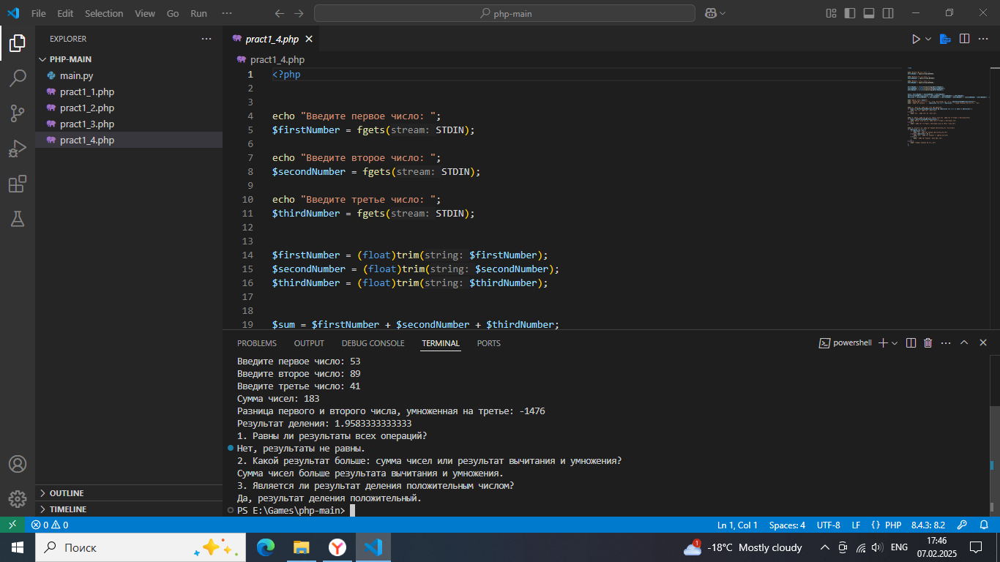 File Edit Selection View Go Run ··· php-main
EXPLORER ···
PHP-MAIN
main.py
pract1_1.php
pract1_2.php
pract1_3.php
pract1_4.php
OUTLINE
TIMELINE
pract1_4.php
pract1_4.php
1 <?php
2
3
4 echo "Введите первое число: ";
5 $firstNumber = fgets(stream: STDIN);
6
7 echo "Введите второе число: ";
8 $secondNumber = fgets(stream: STDIN);
9
10 echo "Введите третье число: ";
11 $thirdNumber = fgets(stream: STDIN);
12
13
14 $firstNumber = (float)trim(string: $firstNumber);
15 $secondNumber = (float)trim(string: $secondNumber);
16 $thirdNumber = (float)trim(string: $thirdNumber);
17
18
19 $sum = $firstNumber + $secondNumber + $thirdNumber;
PROBLEMS OUTPUT DEBUG CONSOLE TERMINAL PORTS powershell
Введите первое число: 53
Введите второе число: 89
Введите третье число: 41
Сумма чисел: 183
Разница первого и второго числа, умноженная на третье: -1476
Результат деления: 1.9583333333333
1. Равны ли результаты всех операций?
Нет, результаты не равны.
2. Какой результат больше: сумма чисел или результат вычитания и умножения?
Сумма чисел больше результата вычитания и умножения.
3. Является ли результат деления положительным числом?
Да, результат деления положительный.
PS E:\Games\php-main>
0 0 Ln 1, Col 1 Spaces: 4 UTF-8 LF {} PHP 8.4.3: 8.2
Поиск 1 -18°C Mostly cloudy ENG 17:46
07.02.2025